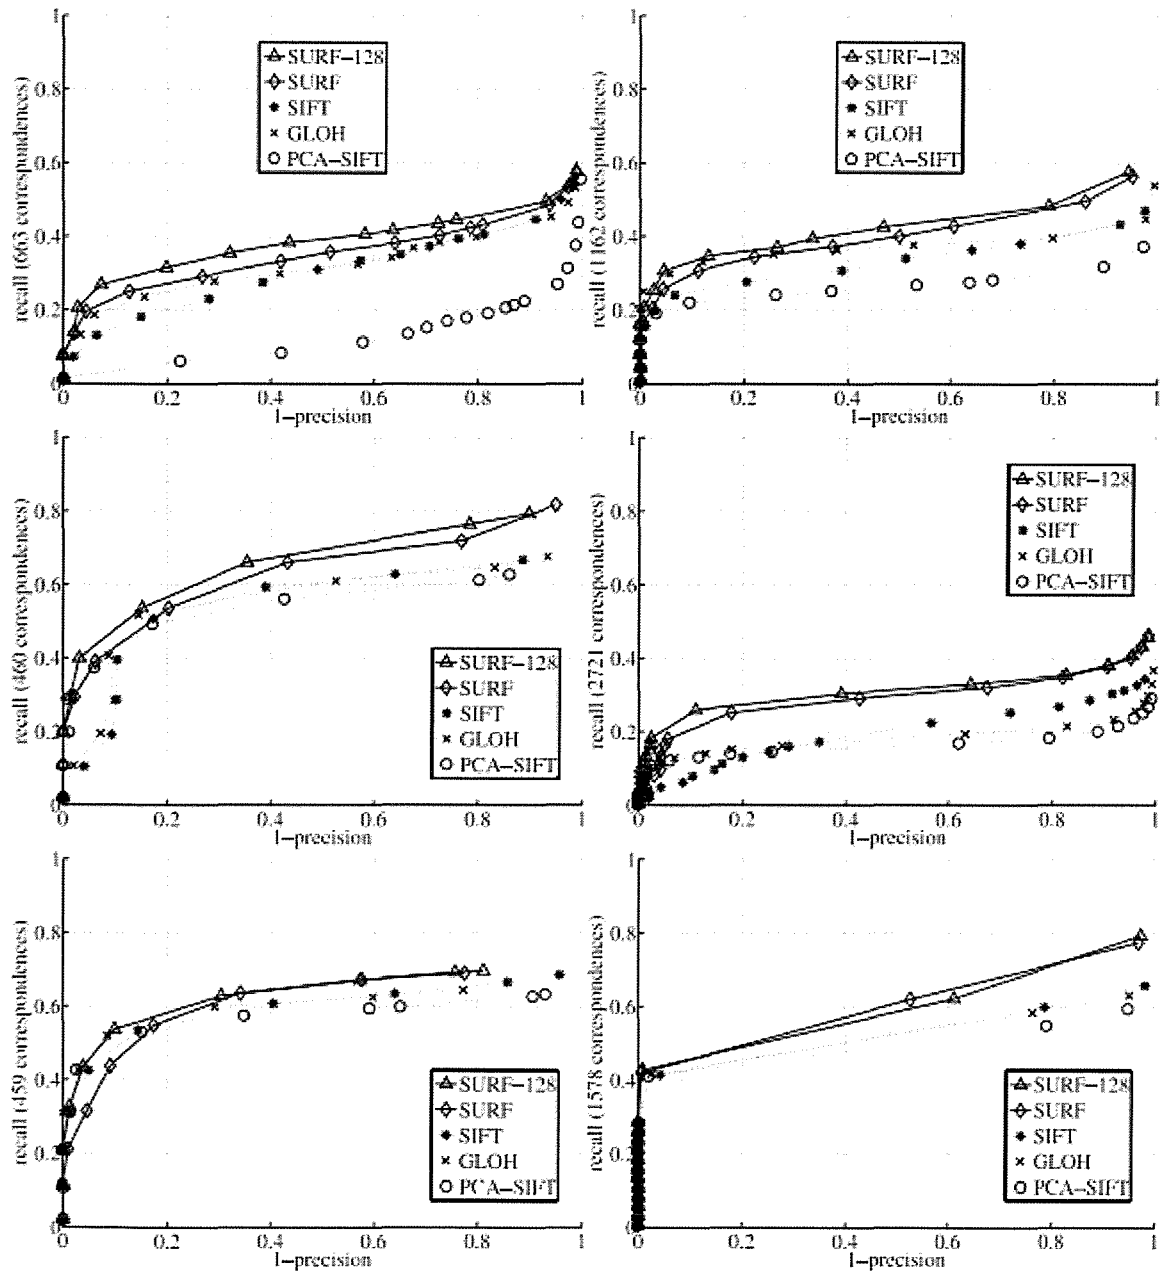 recall (663 correspondences)
1
0.8
0.6
0.4
0.2
0
SURF-128
SURF
SIFT
GLOH
PCA-SIFT
0 0.2 0.4 0.6 0.8 1
1-precision
recall (1162 correspondences)
1
0.8
0.6
0.4
0.2
0
SURF-128
SURF
SIFT
GLOH
PCA-SIFT
0 0.2 0.4 0.6 0.8 1
1-precision
recall (460 correspondences)
1
0.8
0.6
0.4
0.2
0
SURF-128
SURF
SIFT
GLOH
PCA-SIFT
0 0.2 0.4 0.6 0.8 1
1-precision
recall (2721 correspondences)
1
0.8
0.6
0.4
0.2
0
SURF-128
SURF
SIFT
GLOH
PCA-SIFT
0 0.2 0.4 0.6 0.8 1
1-precision
recall (459 correspondences)
1
0.8
0.6
0.4
0.2
0
SURF-128
SURF
SIFT
GLOH
PCA-SIFT
0 0.2 0.4 0.6 0.8 1
1-precision
recall (1578 correspondences)
1
0.8
0.6
0.4
0.2
0
SURF-128
SURF
SIFT
GLOH
PCA-SIFT
0 0.2 0.4 0.6 0.8 1
1-precision